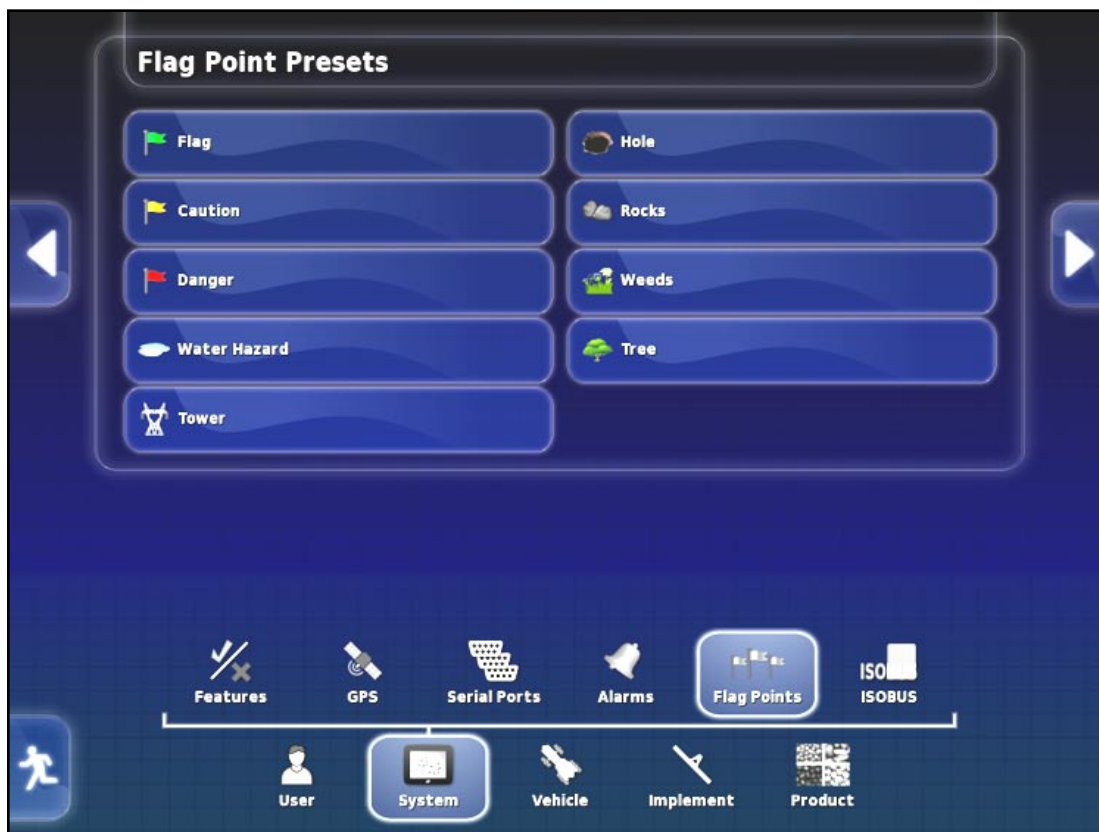 Flag Point Presets
Flag
Hole
Caution
Rocks
Danger
Weeds
Water Hazard
Tree
Tower
Features
GPS
Serial Ports
Alarms
Flag Points
ISO
ISOBUS
User
System
Vehicle
Implement
Product